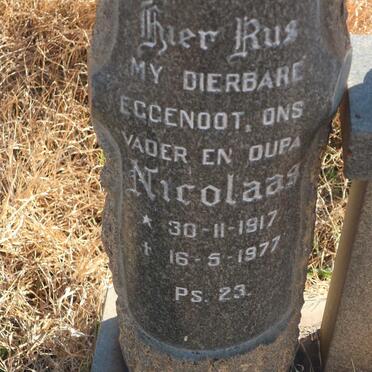 Hier Rus
MY DIERBARE
EGGENOOT, ONS
VADER EN OUPA
Nicolaas
* 30-11-1917
† 16-5-1977
PS. 23.